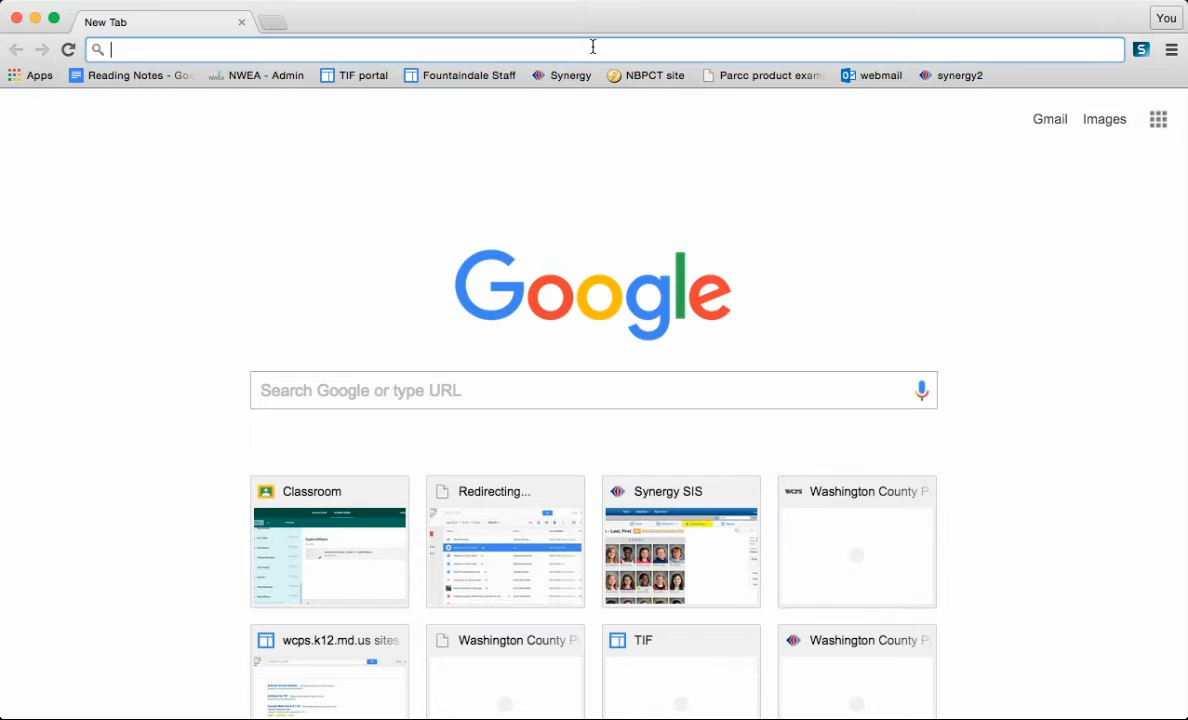 New Tab
You
Apps
Reading Notes - Goo
NWEA - Admin
TIF portal
Fountaindale Staff
Synergy
NBPCT site
Parcc product exam
webmail
synergy2
Gmail
Images
Google
Search Google or type URL
Classroom
Redirecting...
Synergy SIS
Washington County P
wcps.k12.md.us sites
Washington County P
TIF
Washington County P